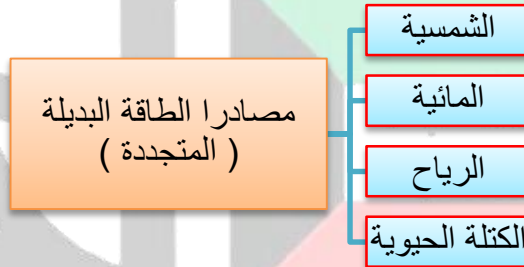 مصادرا الطاقة البديلة
( المتجددة )
الشمسية
المائية
الرياح
الكتلة الحيوية